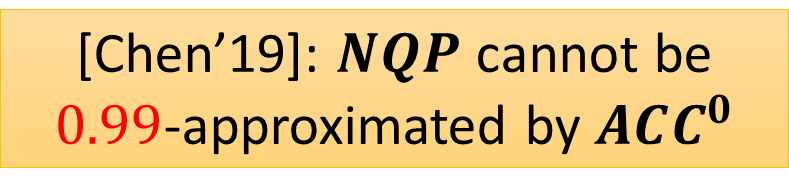 [Chen’19]: NQP cannot be
0.99-approximated by ACC⁰